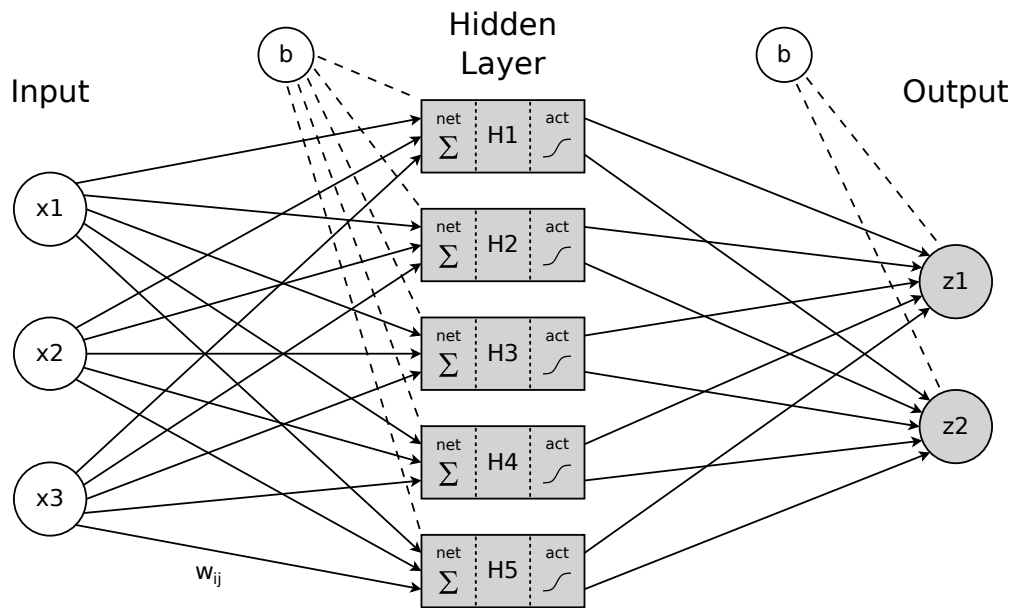 Hidden
Layer
b
b
Input
Output
net
Σ
H1
act
x1
net
Σ
H2
act
z1
x2
net
Σ
H3
act
z2
net
Σ
H4
act
x3
net
Σ
H5
act
w_ij